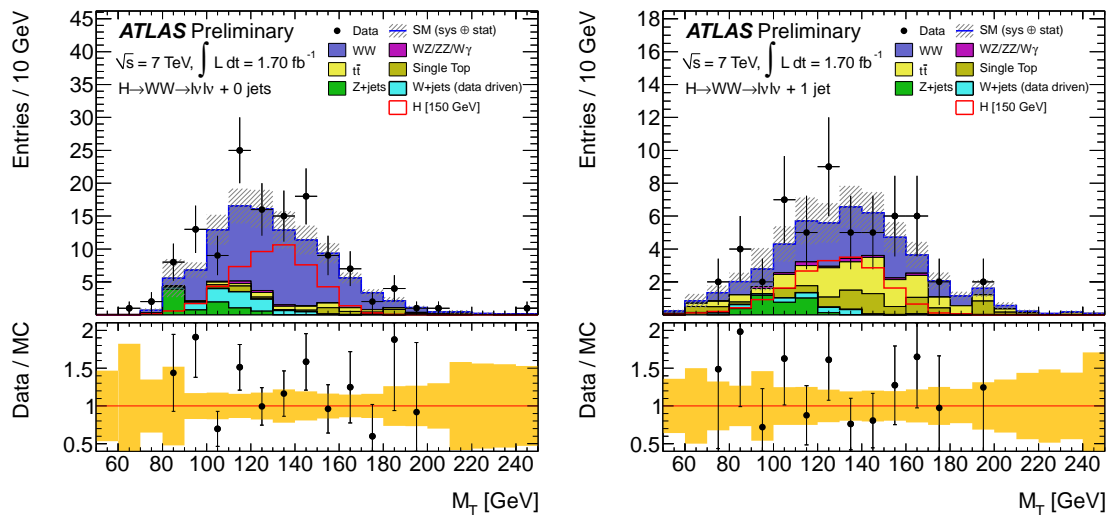 ATLAS Preliminary
√s = 7 TeV, ∫ L dt = 1.70 fb⁻¹
H→WW→lνlν + 0 jets
Data
SM (sys ⊕ stat)
WW
WZ/ZZ/Wγ
tt̄
Single Top
Z+jets
W+jets (data driven)
H [150 GeV]
Entries / 10 GeV
45
40
35
30
25
20
15
10
5
Data / MC
2
1.5
1
0.5
60 80 100 120 140 160 180 200 220 240
M_T [GeV]
ATLAS Preliminary
√s = 7 TeV, ∫ L dt = 1.70 fb⁻¹
H→WW→lνlν + 1 jet
Data
SM (sys ⊕ stat)
WW
WZ/ZZ/Wγ
tt̄
Single Top
Z+jets
W+jets (data driven)
H [150 GeV]
Entries / 10 GeV
18
16
14
12
10
8
6
4
2
Data / MC
2
1.5
1
0.5
60 80 100 120 140 160 180 200 220 240
M_T [GeV]